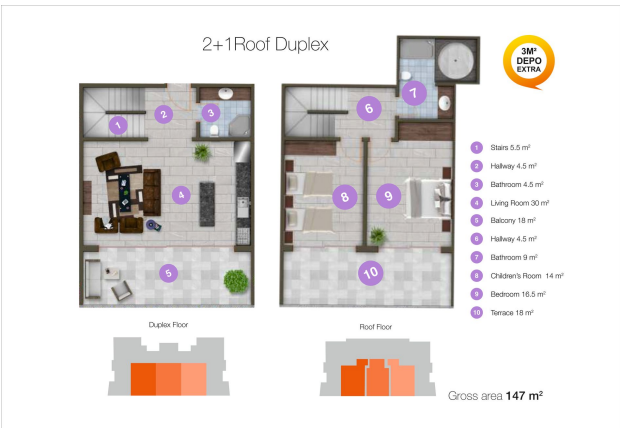 2+1Roof Duplex
3M²
DEPO
EXTRA
1
2
3
4
5
6
7
8
9
10
1 Stairs 5.5 m²
2 Hallway 4.5 m²
3 Bathroom 4.5 m²
4 Living Room 30 m²
5 Balcony 18 m²
6 Hallway 4.5 m²
7 Bathroom 9 m²
8 Children's Room 14 m²
9 Bedroom 16.5 m²
10 Terrace 18 m²
Duplex Floor
Roof Floor
Gross area 147 m²